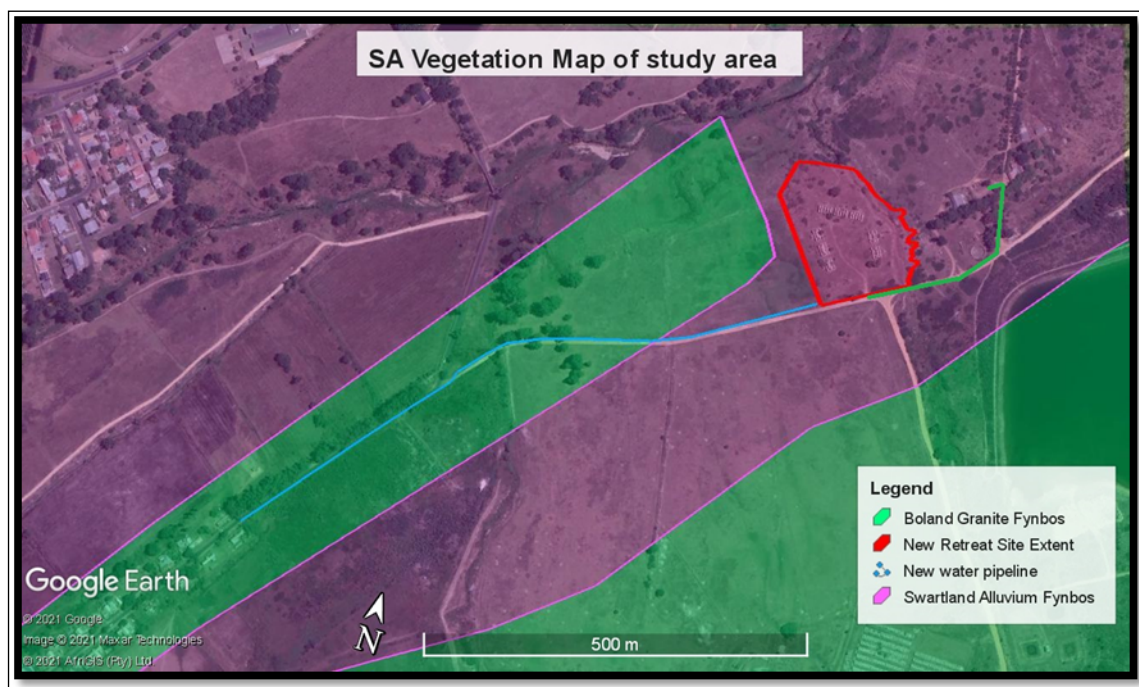 SA Vegetation Map of study area
Legend
Boland Granite Fynbos
New Retreat Site Extent
New water pipeline
Swartland Alluvium Fynbos
Google Earth
© 2021 Google
Image © 2021 Maxar Technologies
© 2021 AfriGIS (Pty) Ltd
N
500 m